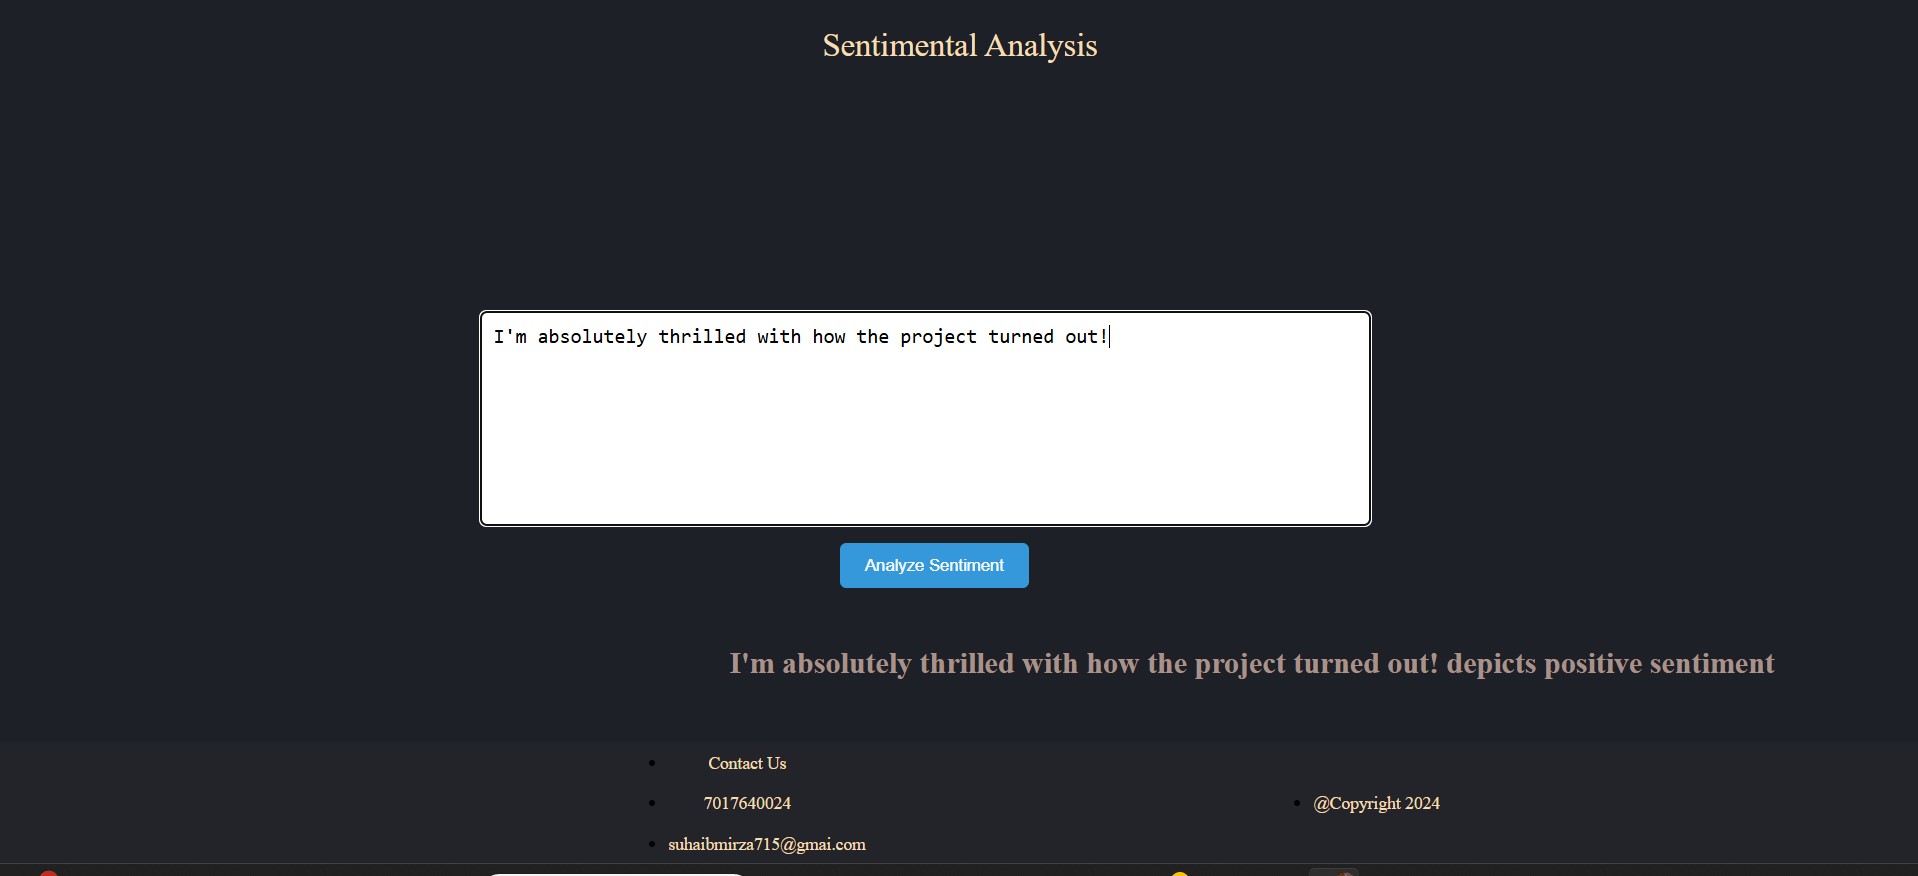 Sentimental Analysis
I'm absolutely thrilled with how the project turned out!
Analyze Sentiment
I'm absolutely thrilled with how the project turned out! depicts positive sentiment
Contact Us
7017640024
suhaibmirza715@gmai.com
@Copyright 2024